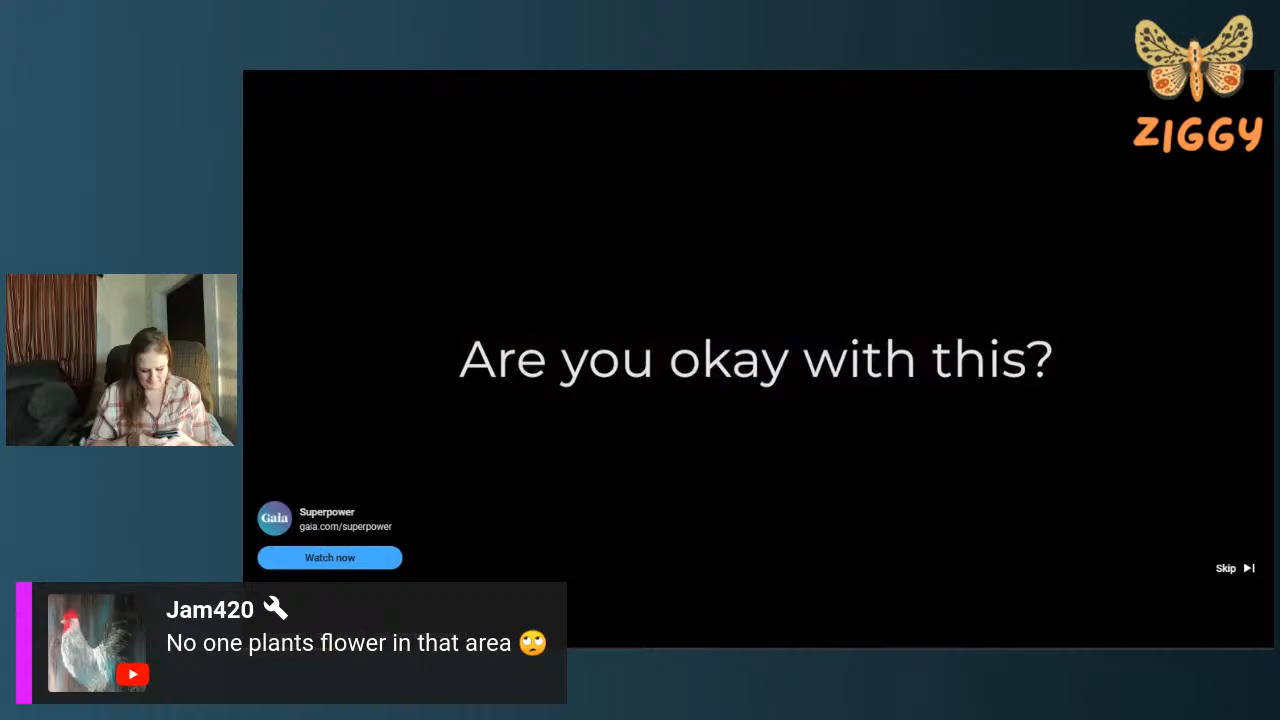 ZIGGY
Are you okay with this?
Gaia
Superpower
gaia.com/superpower
Watch now
Skip
Jam420
No one plants flower in that area 🙄